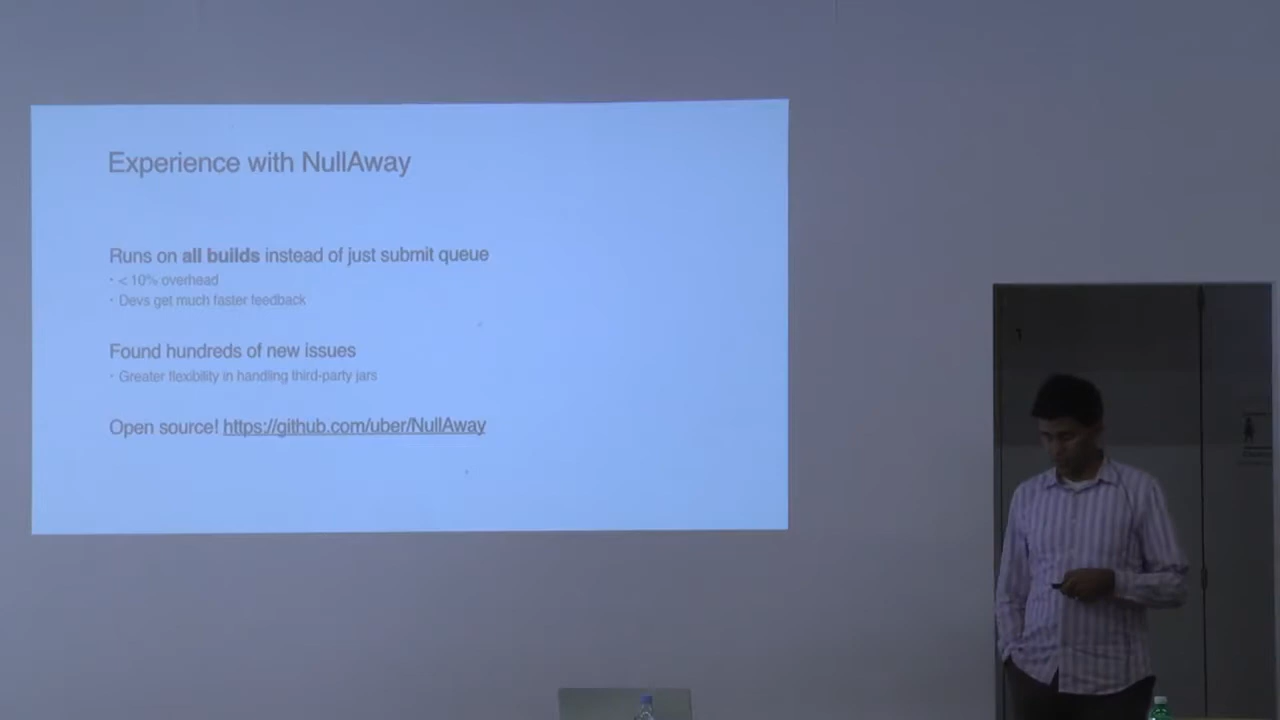 Experience with NullAway
Runs on all builds instead of just submit queue
· < 10% overhead
· Devs get much faster feedback
Found hundreds of new issues
· Greater flexibility in handling third-party jars
Open source! https://github.com/uber/NullAway